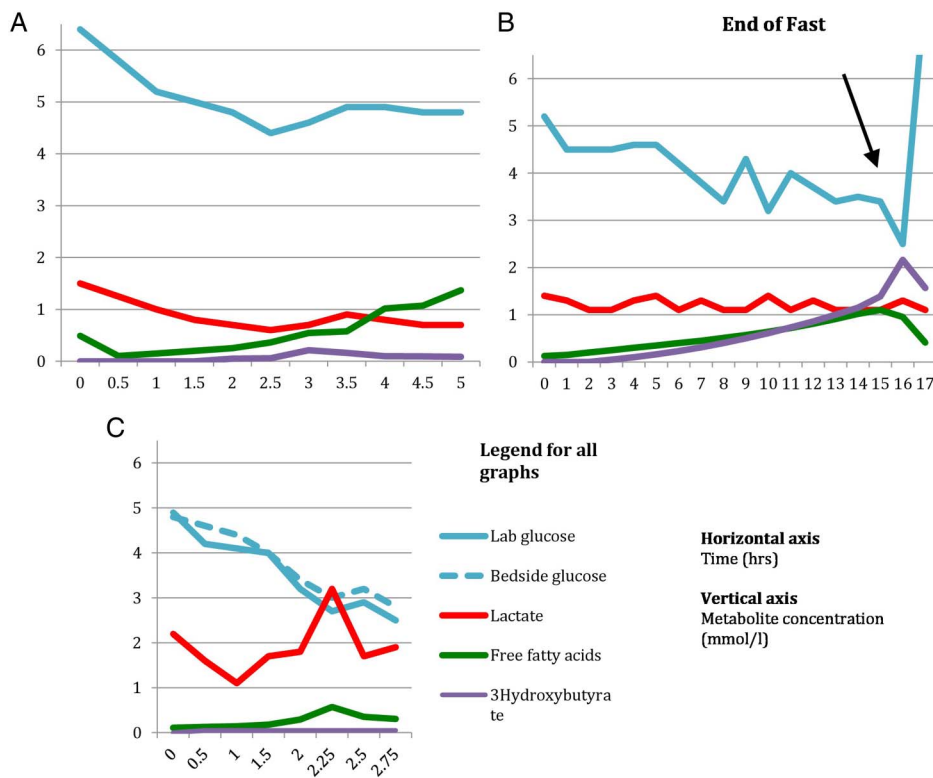 A
6
5
4
3
2
1
0
0 0.5 1 1.5 2 2.5 3 3.5 4 4.5 5
B
End of Fast
6
5
4
3
2
1
0
0 1 2 3 4 5 6 7 8 9 10 11 12 13 14 15 16 17
C
6
5
4
3
2
1
0
0 0.5 1 1.5 2 2.25 2.5 2.75
Legend for all
graphs
Lab glucose
Bedside glucose
Lactate
Free fatty acids
3Hydroxybutyra
te
Horizontal axis
Time (hrs)
Vertical axis
Metabolite concentration
(mmol/l)